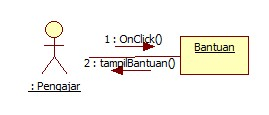 1 : OnClick()
Bantuan
2 : tampilBantuan()
: Pengajar